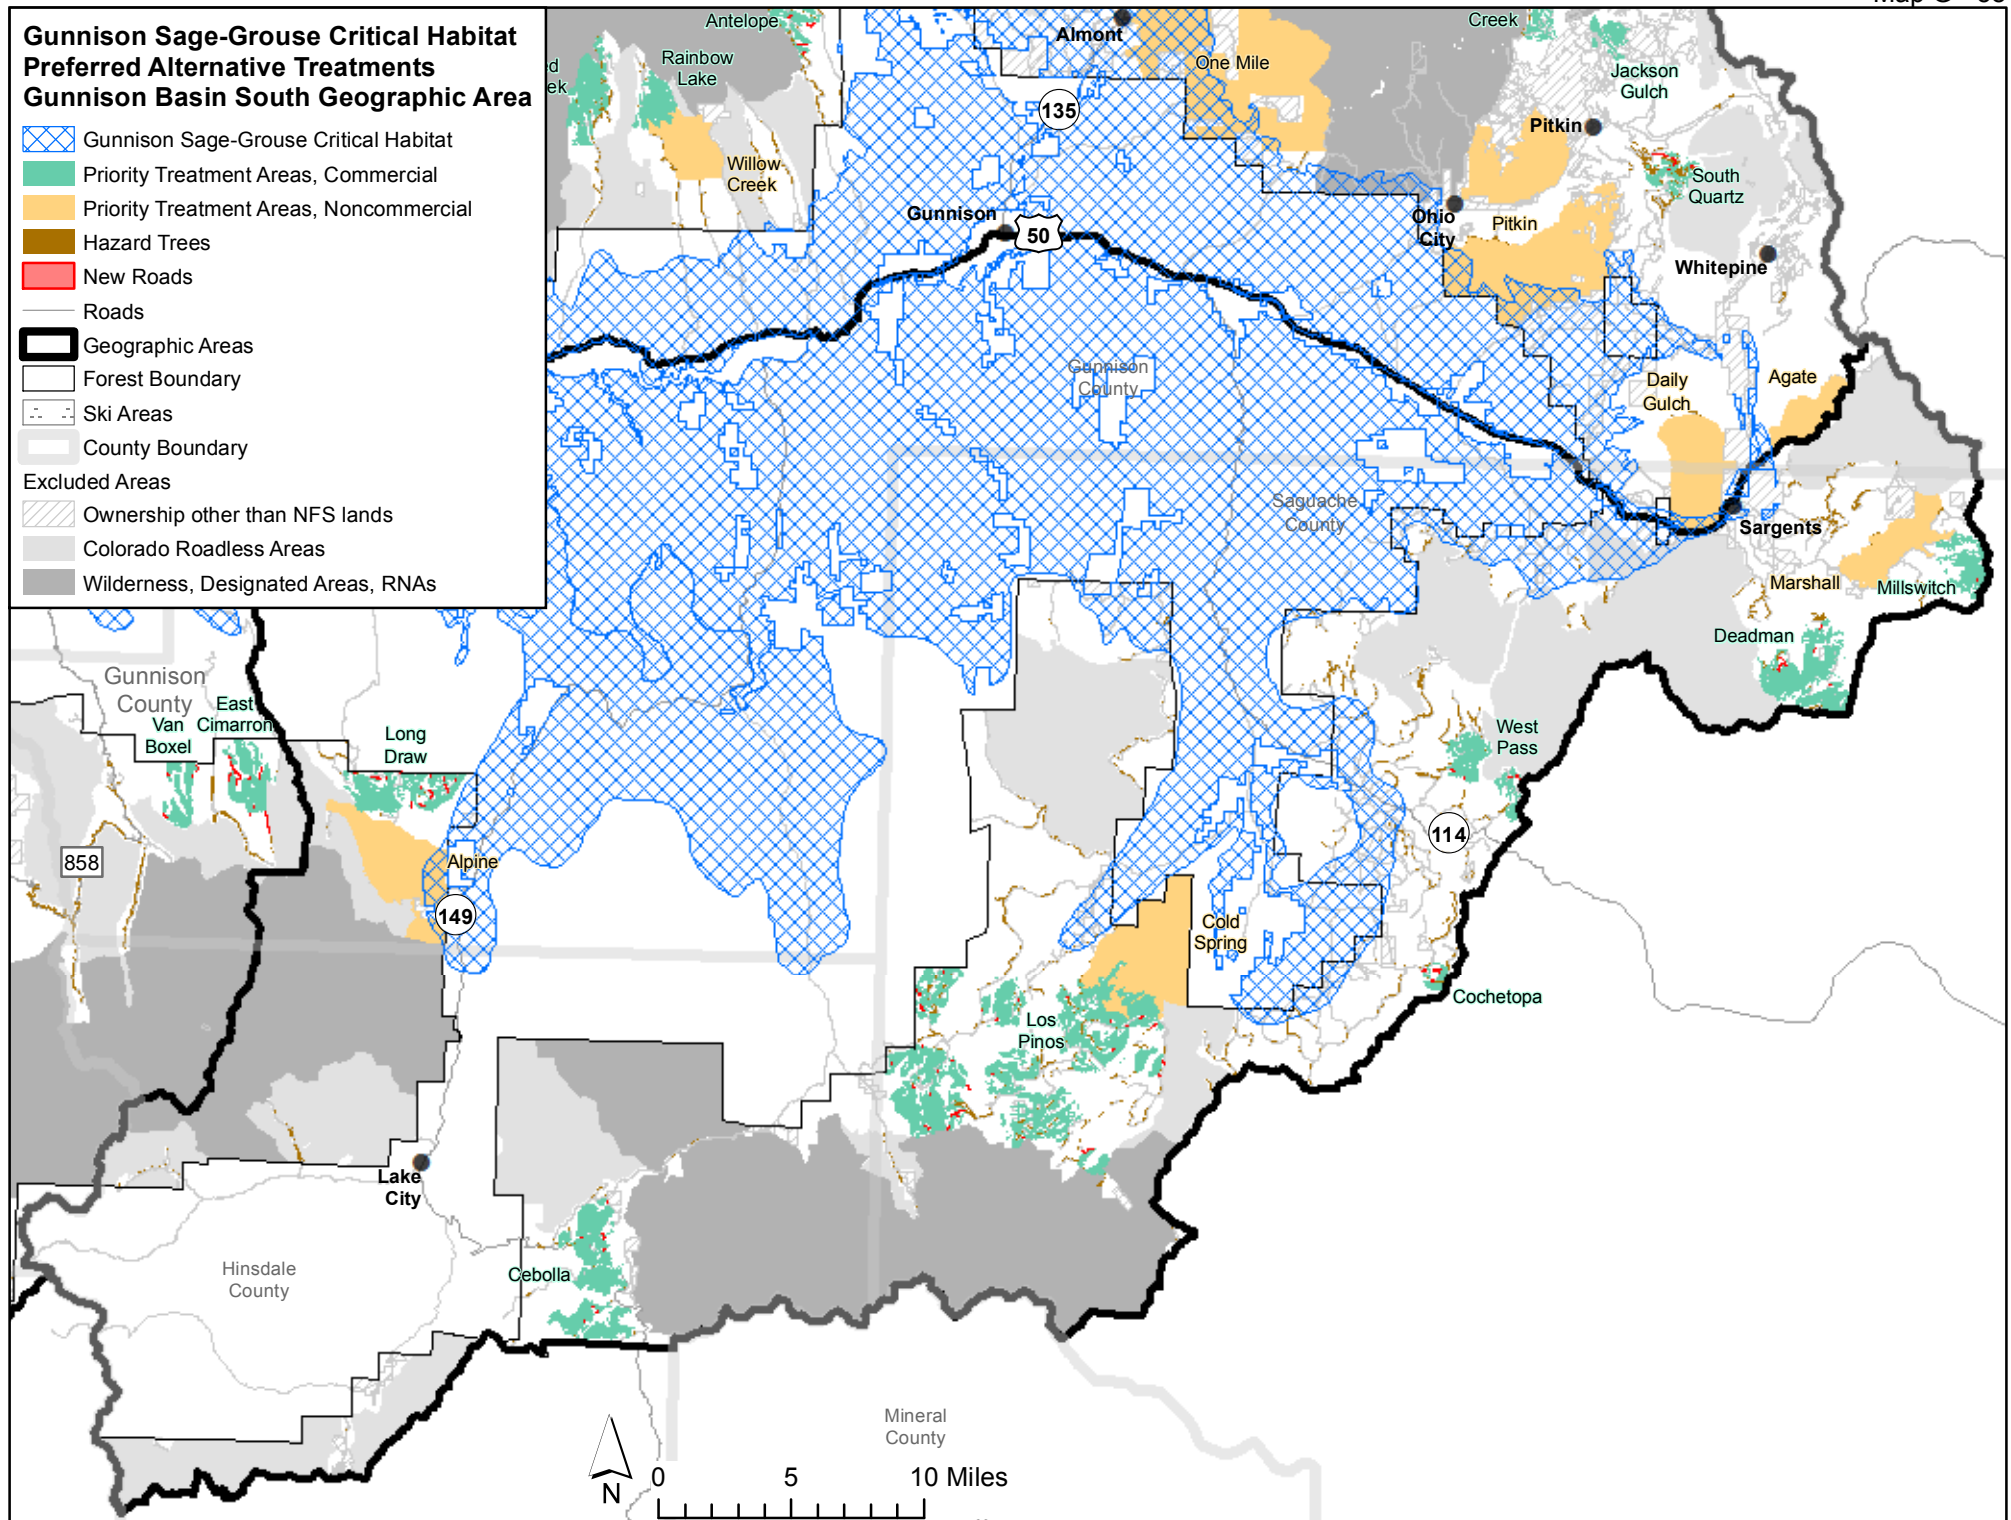 Gunnison Sage-Grouse Critical Habitat
Preferred Alternative Treatments
Gunnison Basin South Geographic Area
Gunnison Sage-Grouse Critical Habitat
Priority Treatment Areas, Commercial
Priority Treatment Areas, Noncommercial
Hazard Trees
New Roads
Roads
Geographic Areas
Forest Boundary
Ski Areas
County Boundary
Excluded Areas
Ownership other than NFS lands
Colorado Roadless Areas
Wilderness, Designated Areas, RNAs
Antelope
Rainbow
Lake
Willow
Creek
Almont
One Mile
135
Creek
Jackson
Gulch
Pitkin
South
Quartz
Ohio
City
Pitkin
Whitepine
Gunnison
50
Gunnison
County
Daily
Gulch
Agate
Saguache
County
Sargents
Marshall
Millswitch
Deadman
Gunnison
County
Van
Boxel
East
Cimarron
Long
Draw
West
Pass
114
858
Alpine
149
Cold
Spring
Cochetopa
Los
Pinos
Lake
City
Hinsdale
County
Cebolla
Mineral
County
N
0 5 10 Miles